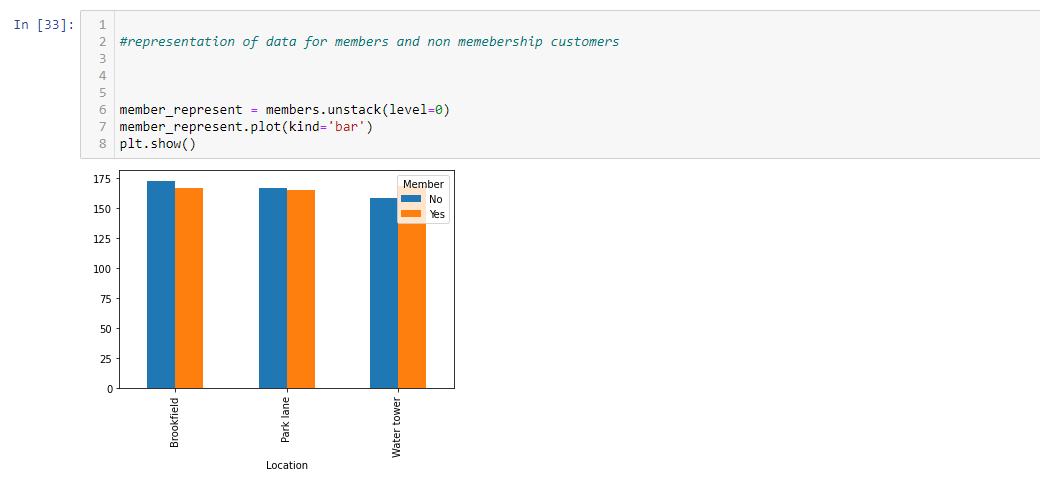 In [33]:
1
2 #representation of data for members and non memebership customers
3
4
5
6 member_represent = members.unstack(level=0)
7 member_represent.plot(kind='bar')
8 plt.show()
175
150
125
100
75
50
25
0
Member
No
Yes
Brookfield
Park lane
Water tower
Location